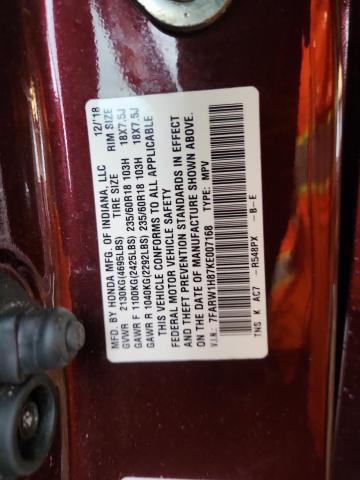 MFD. BY HONDA MFG. OF INDIANA, LLC 12/'18
TIRE SIZE RIM SIZE
GVWR 2130KG(4695LBS)
GAWR F 1100KG(2425LBS) 235/60R18 103H 18X7.5J
GAWR R 1040KG(2292LBS) 235/60R18 103H 18X7.5J
THIS VEHICLE CONFORMS TO ALL APPLICABLE
FEDERAL MOTOR VEHICLE SAFETY
AND THEFT PREVENTION STANDARDS IN EFFECT
ON THE DATE OF MANUFACTURE SHOWN ABOVE.
V.I.N.: 7FARW1H87KE007168 TYPE: MPV
TNS K AC7 -R548PX -B-E